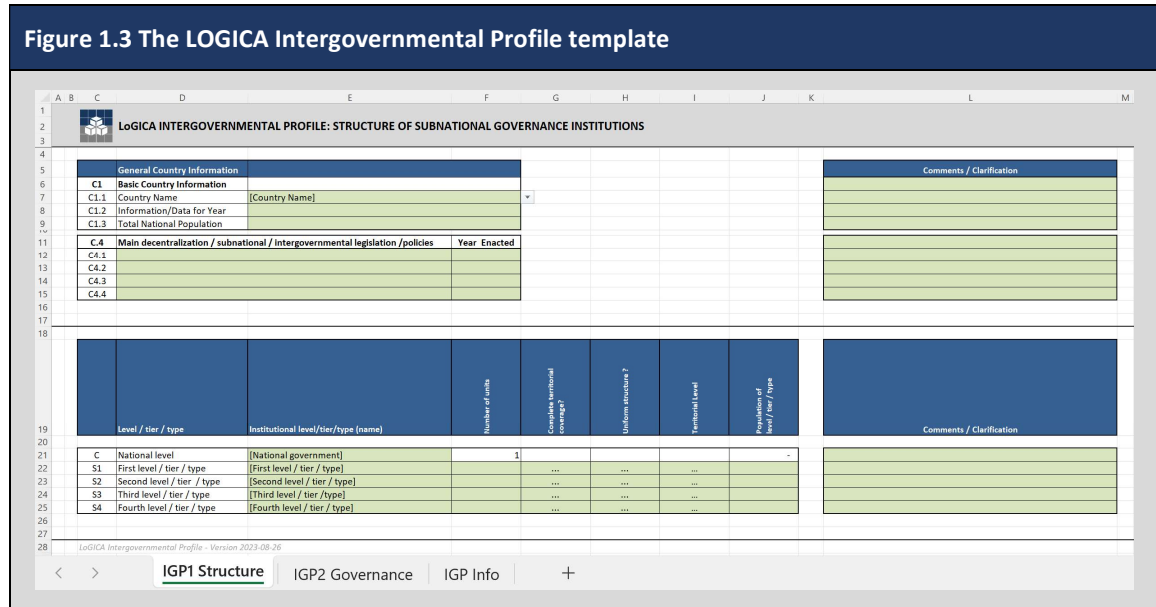 Figure 1.3 The LOGICA Intergovernmental Profile template
A B C D E F G H I J K L M
1
2 LoGICA INTERGOVERNMENTAL PROFILE: STRUCTURE OF SUBNATIONAL GOVERNANCE INSTITUTIONS
3
4
5 General Country Information Comments / Clarification
6 C1 Basic Country Information
7 C1.1 Country Name [Country Name]
8 C1.2 Information/Data for Year
9 C1.3 Total National Population
11 C.4 Main decentralization / subnational / intergovernmental legislation /policies Year Enacted
12 C4.1
13 C4.2
14 C4.3
15 C4.4
16
17
18
19 Level / tier / type Institutional level/tier/type (name) Number of units Complete territorial coverage? Uniform structure ? Territorial Level Population of level / tier / type Comments / Clarification
20
21 C National level [National government] 1 -
22 S1 First level / tier / type [First level / tier / type] ... ... ...
23 S2 Second level / tier / type [Second level / tier / type] ... ... ...
24 S3 Third level / tier / type [Third level / tier /type] ... ... ...
25 S4 Fourth level / tier / type [Fourth level / tier / type] ... ... ...
26
27
28 LoGICA Intergovernmental Profile - Version 2023-08-26
IGP1 Structure IGP2 Governance IGP Info +